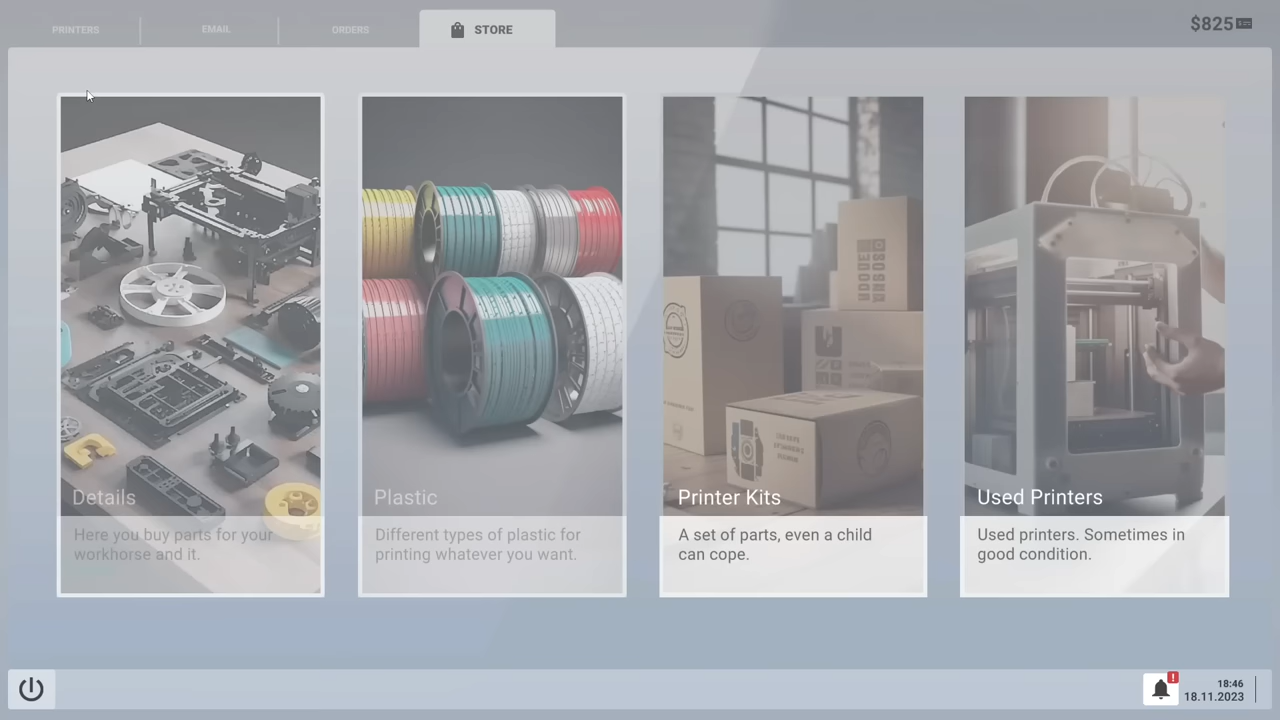 PRINTERS
EMAIL
ORDERS
STORE
$825
Details
Here you buy parts for your
workhorse and it.
Plastic
Different types of plastic for
printing whatever you want.
Printer Kits
A set of parts, even a child
can cope.
Used Printers
Used printers. Sometimes in
good condition.
!
18:46
18.11.2023